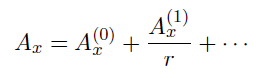 $A_x = A_x^{(0)} + \frac{A_x^{(1)}}{r} + \cdots$